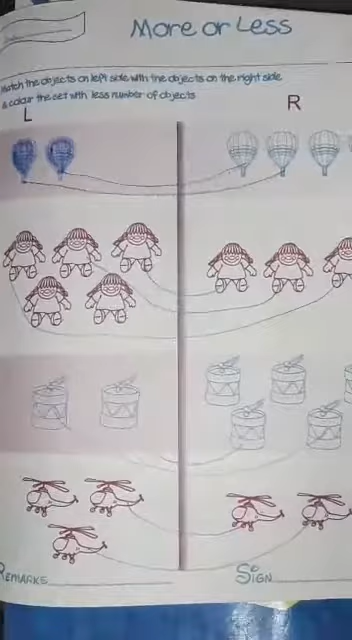 More or Less
Match the objects on left side with the objects on the right side
& colour the set with less number of objects
L
R
REMARKS
SIGN